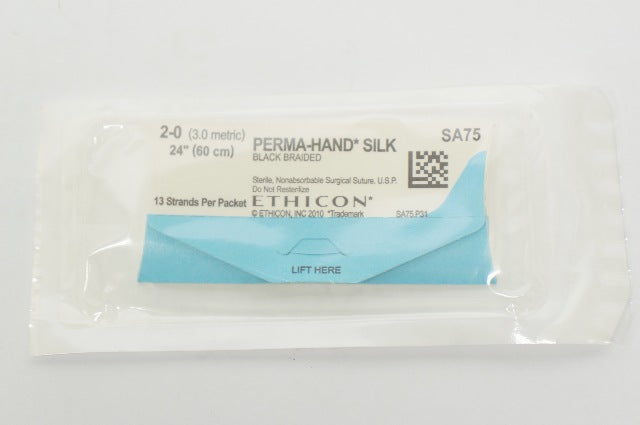 2-0 (3.0 metric)
24" (60 cm)
PERMA-HAND* SILK
BLACK BRAIDED
SA75
Sterile, Nonabsorbable Surgical Suture, U.S.P.
Do Not Resterilize
13 Strands Per Packet
ETHICON*
© ETHICON, INC 2010 *Trademark
SA75.P31
LIFT HERE